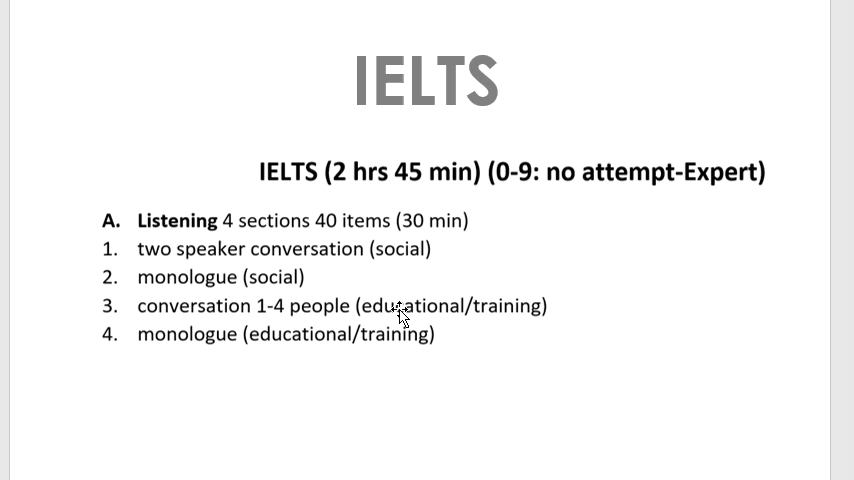 IELTS
IELTS (2 hrs 45 min) (0-9: no attempt-Expert)
A. Listening 4 sections 40 items (30 min)
1. two speaker conversation (social)
2. monologue (social)
3. conversation 1-4 people (educational/training)
4. monologue (educational/training)